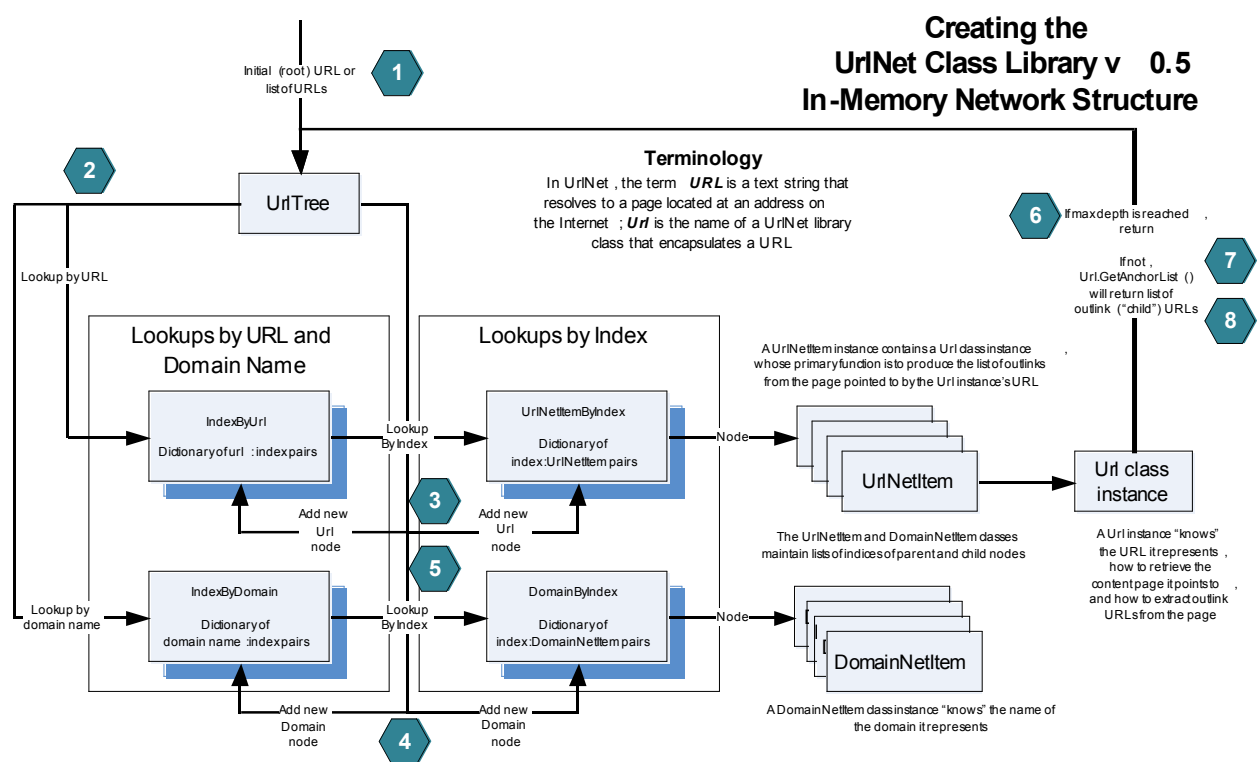 Creating the
UrlNet Class Library v 0.5
In-Memory Network Structure
Initial (root) URL or
list of URLs
1
2
UrlTree
Terminology
In UrlNet , the term URL is a text string that
resolves to a page located at an address on
the Internet ; Url is the name of a UrlNet library
class that encapsulates a URL
6
If max depth is reached ,
return
7
If not ,
Url.GetAnchorList ()
will return list of
outlink (“child”) URLs
8
Lookup by URL
Lookups by URL and
Domain Name
Lookups by Index
A UrlNetItem instance contains a Url class instance ,
whose primary function is to produce the list of outlinks
from the page pointed to by the Url instance’s URL
IndexByUrl
Dictionary of url :index pairs
Lookup
By Index
UrlNetItemByIndex
Dictionary of
index:UrlNetItem pairs
Node
UrlNetItem
Url class
instance
3
Add new
Url
node
Add new
Url
node
The UrlNetItem and DomainNetItem classes
maintain lists of indices of parent and child nodes
A Url instance “knows”
the URL it represents ,
how to retrieve the
content page it points to ,
and how to extract outlink
URLs from the page
5
Lookup by
domain name
IndexByDomain
Dictionary of
domain name :index pairs
Lookup
By Index
DomainByIndex
Dictionary of
index:DomainNetItem pairs
Node
DomainNetItem
Add new
Domain
node
4
Add new
Domain
node
A DomainNetItem class instance “knows” the name of
the domain it represents